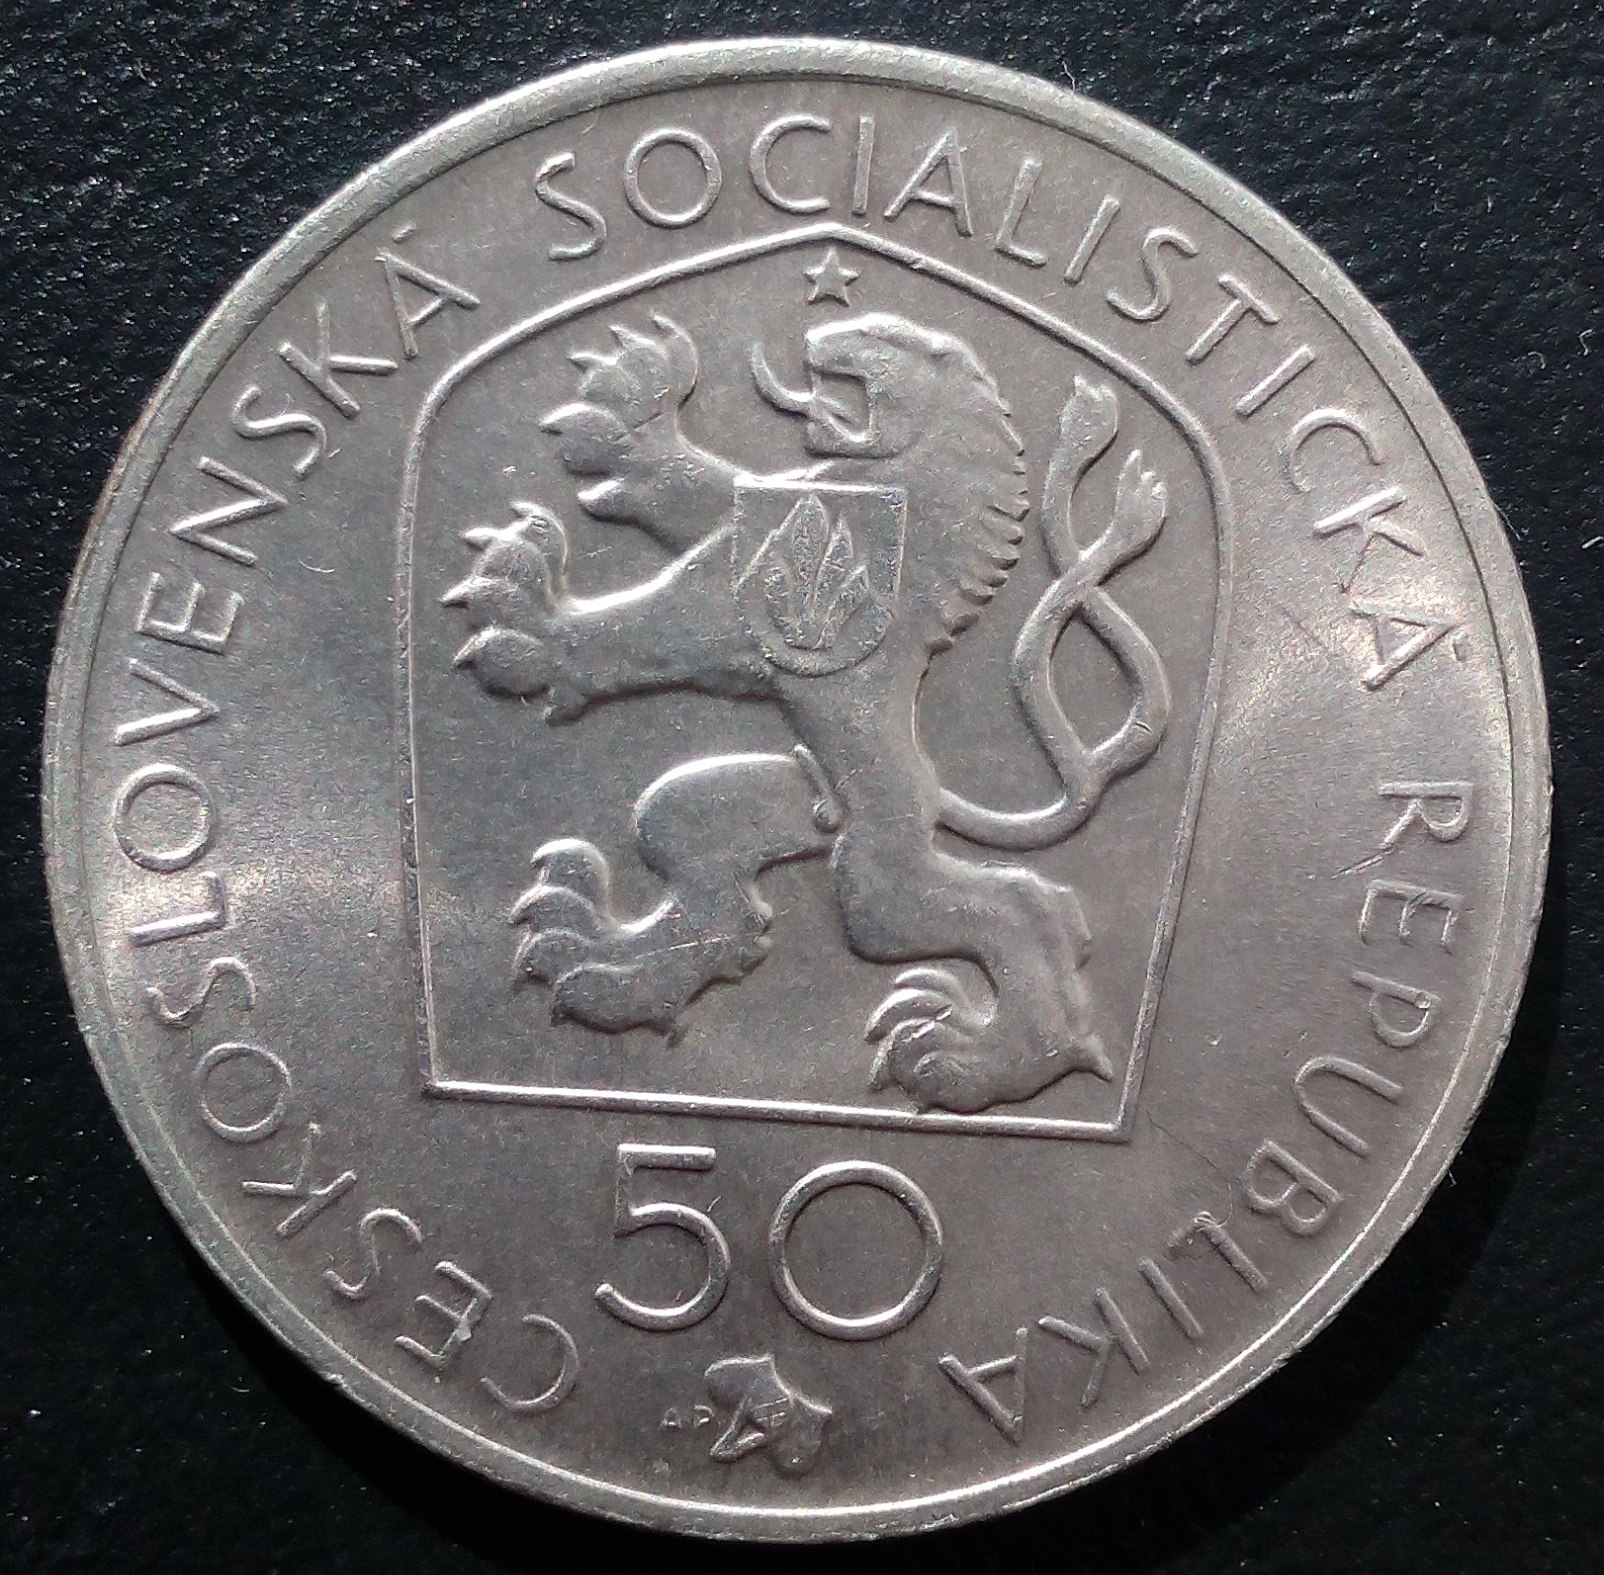 ČESKOSLOVENSKÁ SOCIALISTICKÁ REPUBLIKA
50
AP